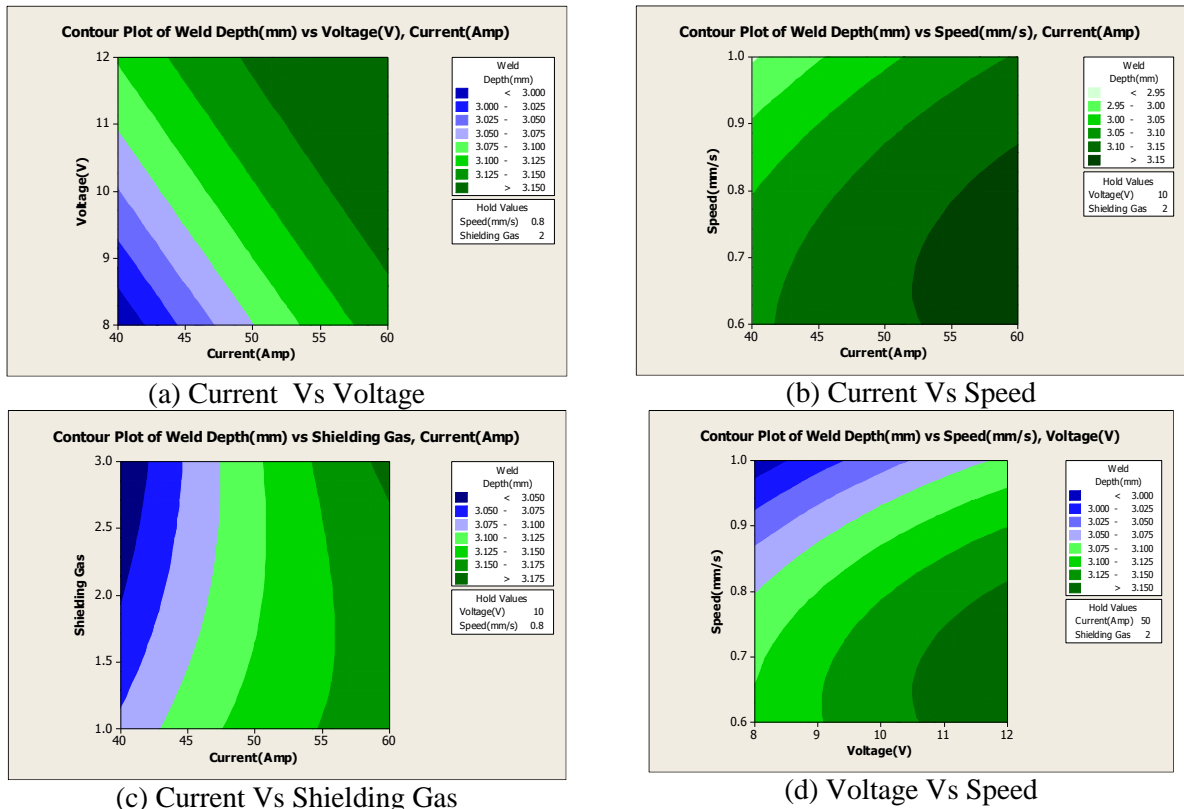 Contour Plot of Weld Depth(mm) vs Voltage(V), Current(Amp)
Voltage(V)
12
11
10
9
8
40 45 50 55 60
Current(Amp)
Weld
Depth(mm)
< 3.000
3.000 - 3.025
3.025 - 3.050
3.050 - 3.075
3.075 - 3.100
3.100 - 3.125
3.125 - 3.150
> 3.150
Hold Values
Speed(mm/s) 0.8
Shielding Gas 2
(a) Current Vs Voltage
Contour Plot of Weld Depth(mm) vs Speed(mm/s), Current(Amp)
Speed(mm/s)
1.0
0.9
0.8
0.7
0.6
40 45 50 55 60
Current(Amp)
Weld
Depth(mm)
< 2.95
2.95 - 3.00
3.00 - 3.05
3.05 - 3.10
3.10 - 3.15
> 3.15
Hold Values
Voltage(V) 10
Shielding Gas 2
(b) Current Vs Speed
Contour Plot of Weld Depth(mm) vs Shielding Gas, Current(Amp)
Shielding Gas
3.0
2.5
2.0
1.5
1.0
40 45 50 55 60
Current(Amp)
Weld
Depth(mm)
< 3.050
3.050 - 3.075
3.075 - 3.100
3.100 - 3.125
3.125 - 3.150
3.150 - 3.175
> 3.175
Hold Values
Voltage(V) 10
Speed(mm/s) 0.8
(c) Current Vs Shielding Gas
Contour Plot of Weld Depth(mm) vs Speed(mm/s), Voltage(V)
Speed(mm/s)
1.0
0.9
0.8
0.7
0.6
8 9 10 11 12
Voltage(V)
Weld
Depth(mm)
< 3.000
3.000 - 3.025
3.025 - 3.050
3.050 - 3.075
3.075 - 3.100
3.100 - 3.125
3.125 - 3.150
> 3.150
Hold Values
Current(Amp) 50
Shielding Gas 2
(d) Voltage Vs Speed